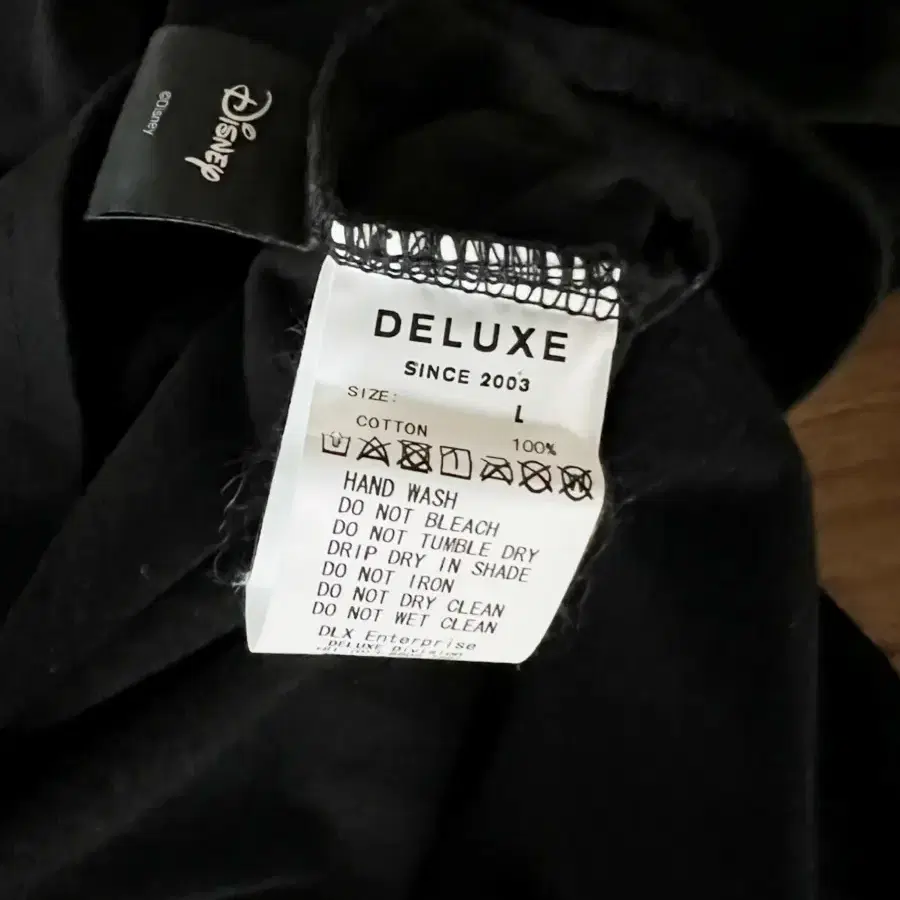 Disney
©Disney
DELUXE
SINCE 2003
SIZE: L
COTTON 100%
HAND WASH
DO NOT BLEACH
DO NOT TUMBLE DRY
DRIP DRY IN SHADE
DO NOT IRON
DO NOT DRY CLEAN
DO NOT WET CLEAN
DLX Enterprise
DELUXE Division